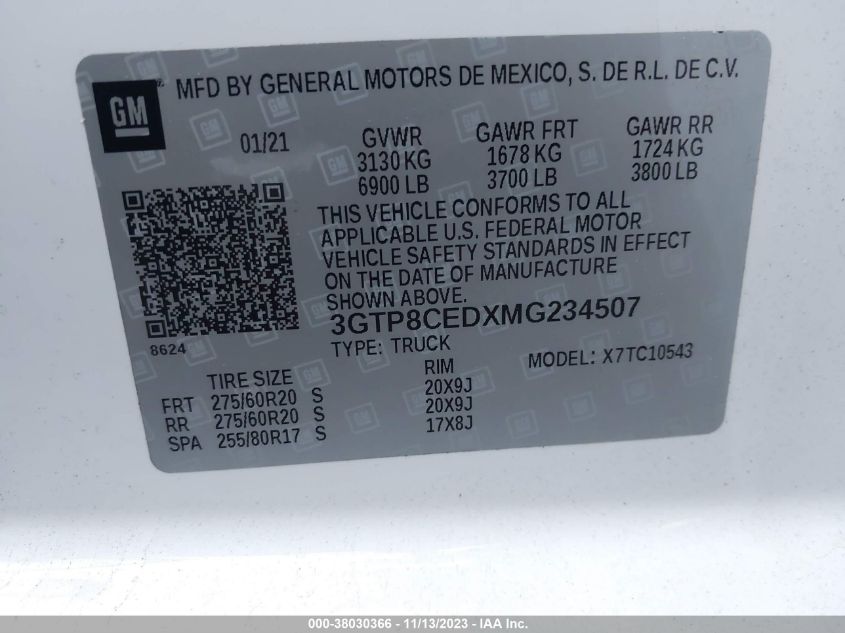 GM ® MFD BY GENERAL MOTORS DE MEXICO, S. DE R.L. DE C.V.
01/21 GVWR GAWR FRT GAWR RR
3130 KG 1678 KG 1724 KG
6900 LB 3700 LB 3800 LB
THIS VEHICLE CONFORMS TO ALL
APPLICABLE U.S. FEDERAL MOTOR
VEHICLE SAFETY STANDARDS IN EFFECT
ON THE DATE OF MANUFACTURE
SHOWN ABOVE.
3GTP8CEDXMG234507
8624
TYPE: TRUCK MODEL: X7TC10543
TIRE SIZE RIM
FRT 275/60R20 S 20X9J
RR 275/60R20 S 20X9J
SPA 255/80R17 S 17X8J
000-38030366 - 11/13/2023 - IAAI.com